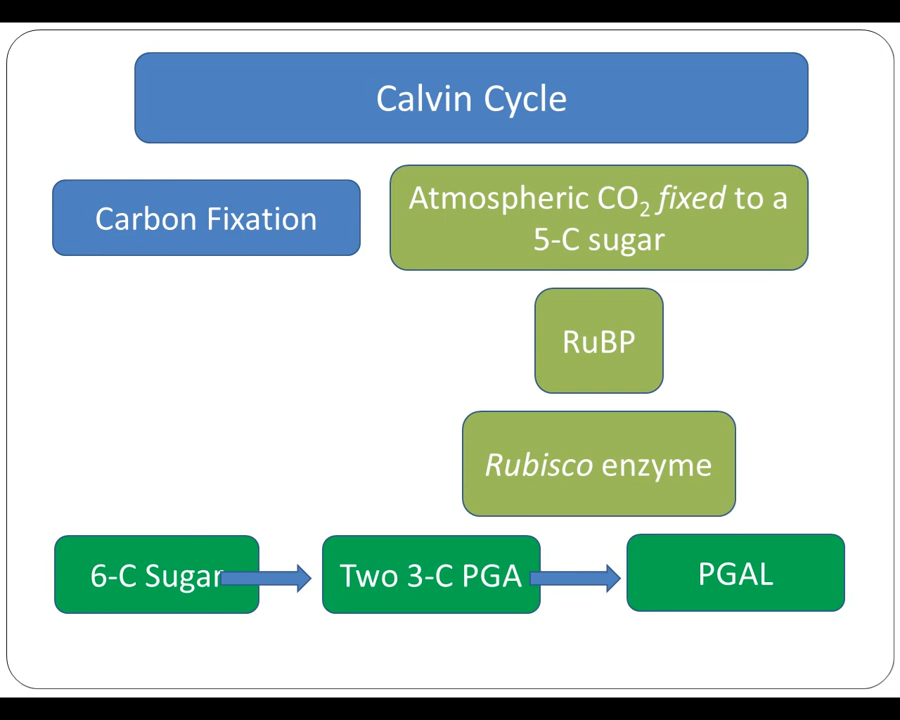 Calvin Cycle
Carbon Fixation
Atmospheric CO₂ fixed to a
5-C sugar
RuBP
Rubisco enzyme
6-C Sugar
Two 3-C PGA
PGAL